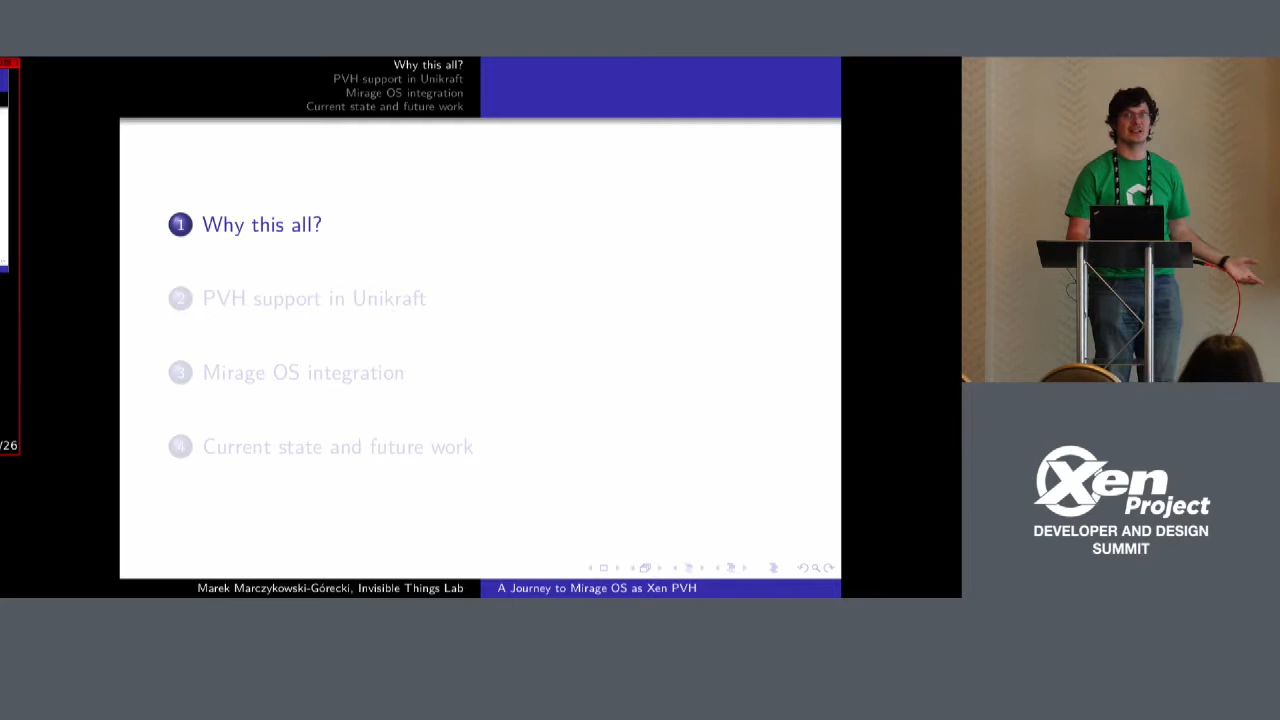 Why this all?
PVH support in Unikraft
Mirage OS integration
Current state and future work
1 Why this all?
2 PVH support in Unikraft
3 Mirage OS integration
4 Current state and future work
/26
Marek Marczykowski-Górecki, Invisible Things Lab
A Journey to Mirage OS as Xen PVH
Xen
Project
DEVELOPER AND DESIGN
SUMMIT